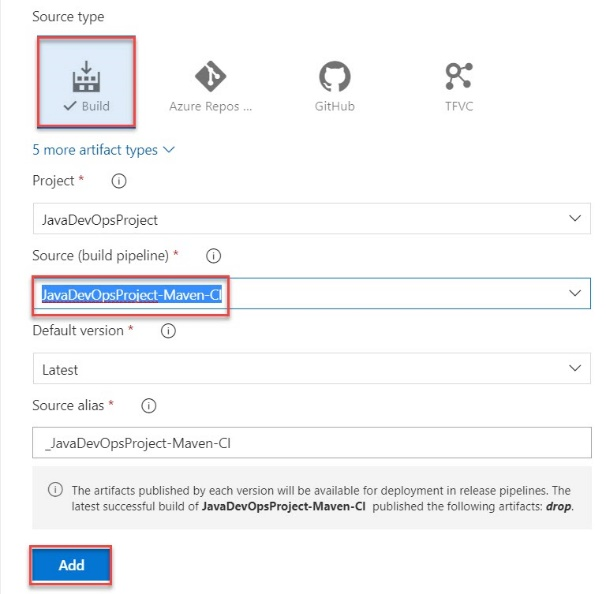 Source type
Build
Azure Repos ...
GitHub
TFVC
5 more artifact types
Project *
JavaDevOpsProject
Source (build pipeline) *
JavaDevOpsProject-Maven-CI
Default version *
Latest
Source alias *
_JavaDevOpsProject-Maven-CI
The artifacts published by each version will be available for deployment in release pipelines. The
latest successful build of JavaDevOpsProject-Maven-CI published the following artifacts: drop.
Add